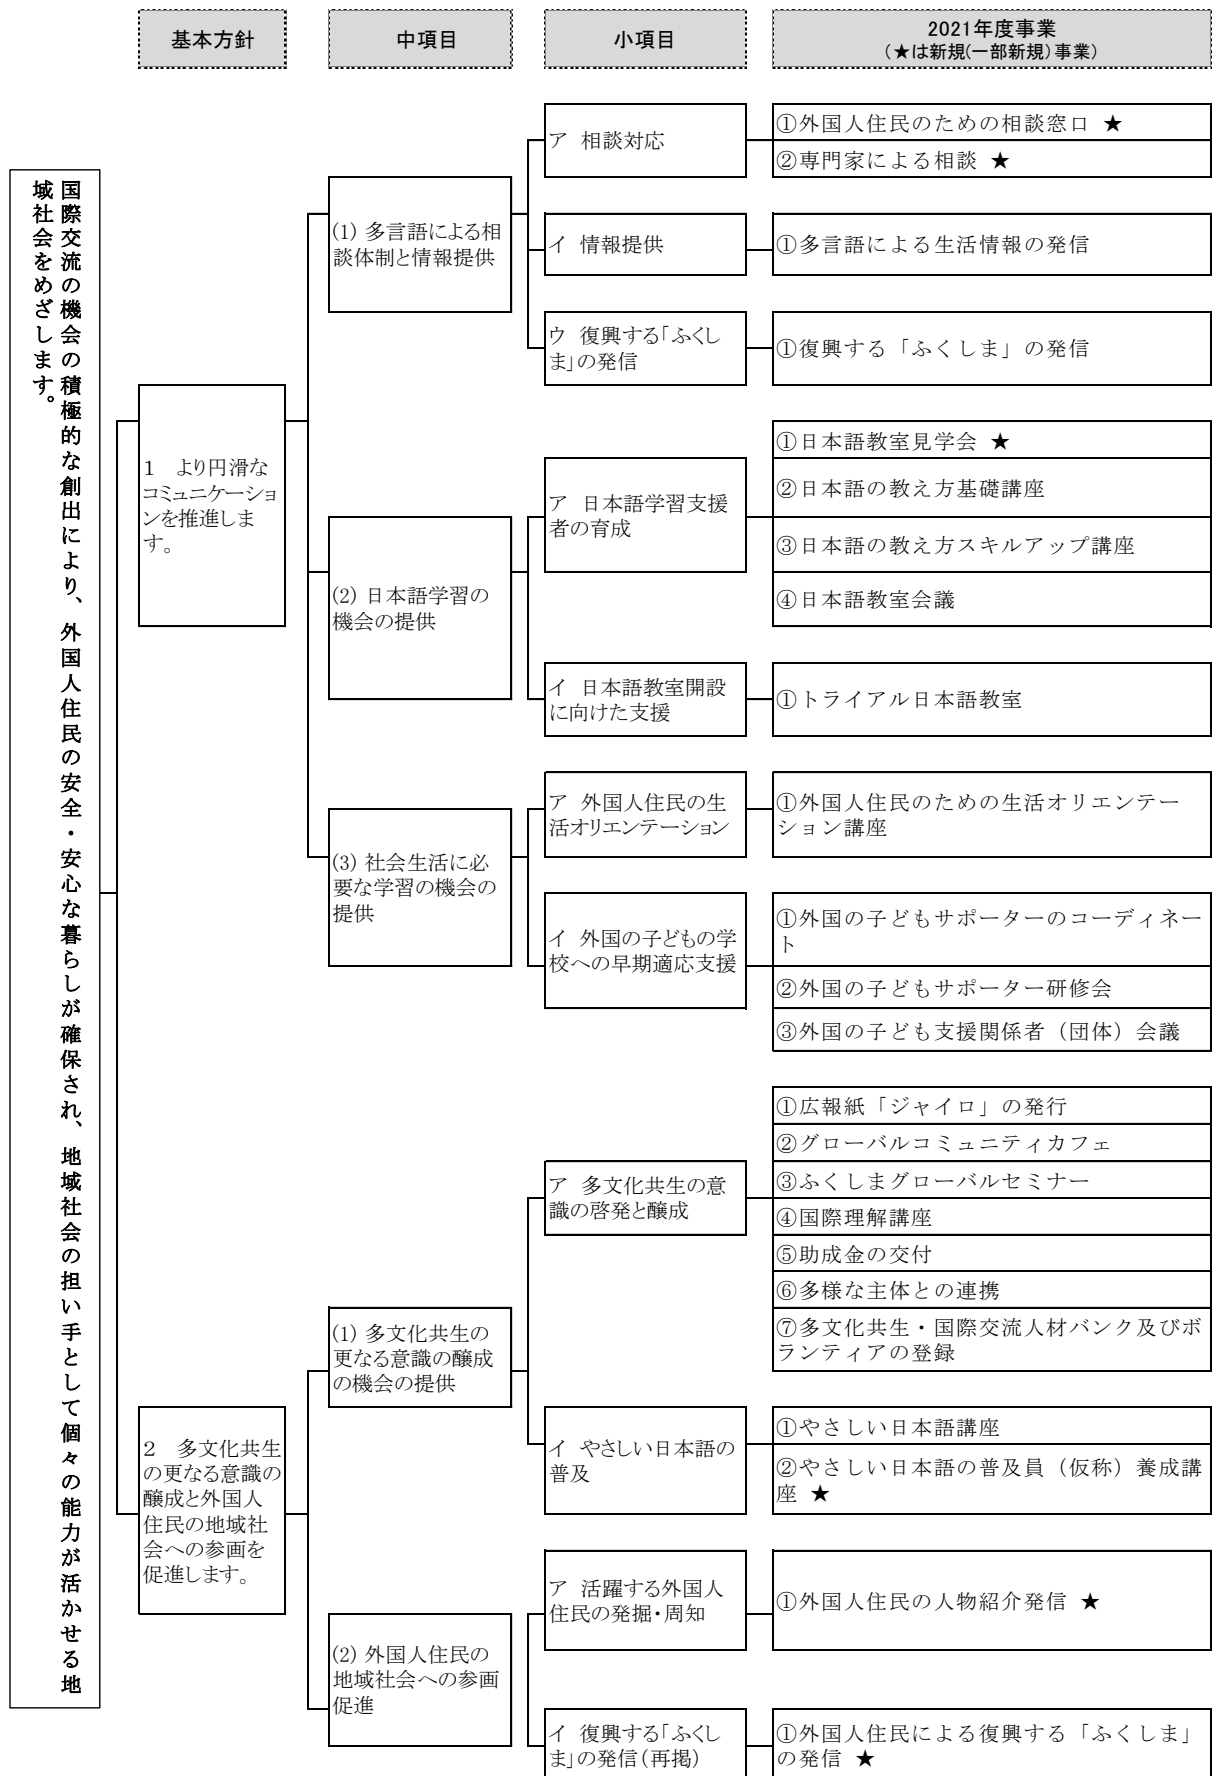 基本方針
中項目
小項目
2021年度事業
(★は新規(一部新規)事業)
国際交流の機会の積極的な創出により、外国人住民の安全・安心な暮らしが確保され、地域社会の担い手として個々の能力が活かせる地
域社会をめざします。
1　より円滑な
コミュニケーショ
ンを推進しま
す。
(1) 多言語による相
談体制と情報提供
ア 相談対応
①外国人住民のための相談窓口 ★
②専門家による相談 ★
イ 情報提供
①多言語による生活情報の発信
ウ 復興する「ふくし
ま」の発信
①復興する「ふくしま」の発信
(2) 日本語学習の
機会の提供
ア 日本語学習支援
者の育成
①日本語教室見学会 ★
②日本語の教え方基礎講座
③日本語の教え方スキルアップ講座
④日本語教室会議
イ 日本語教室開設
に向けた支援
①トライアル日本語教室
(3) 社会生活に必
要な学習の機会の
提供
ア 外国人住民の生
活オリエンテーション
①外国人住民のための生活オリエンテー
ション講座
イ 外国の子どもの学
校への早期適応支援
①外国の子どもサポーターのコーディネー
ト
②外国の子どもサポーター研修会
③外国の子ども支援関係者（団体）会議
2　多文化共生
の更なる意識の
醸成と外国人
住民の地域社
会への参画を
促進します。
(1) 多文化共生の
更なる意識の醸成
の機会の提供
ア 多文化共生の意
識の啓発と醸成
①広報紙「ジャイロ」の発行
②グローバルコミュニティカフェ
③ふくしまグローバルセミナー
④国際理解講座
⑤助成金の交付
⑥多様な主体との連携
⑦多文化共生・国際交流人材バンク及びボ
ランティアの登録
イ やさしい日本語の
普及
①やさしい日本語講座
②やさしい日本語の普及員（仮称）養成講
座 ★
(2) 外国人住民の
地域社会への参画
促進
ア 活躍する外国人
住民の発掘・周知
①外国人住民の人物紹介発信 ★
イ 復興する「ふくし
ま」の発信(再掲)
①外国人住民による復興する「ふくしま」
の発信 ★